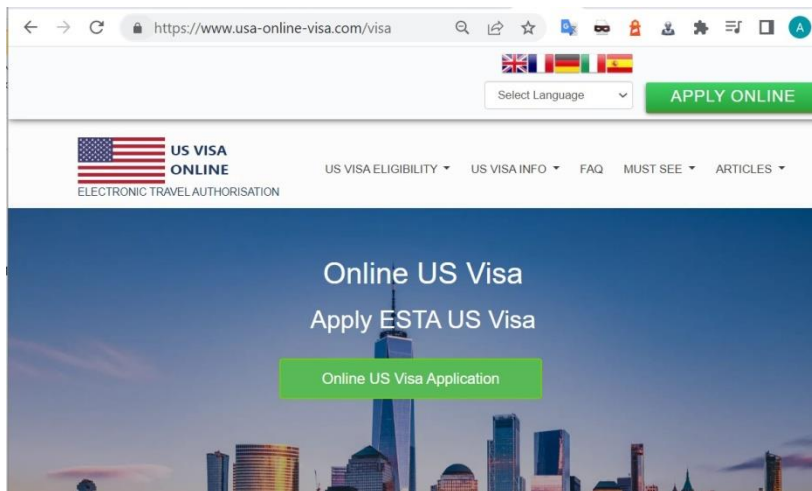 https://www.usa-online-visa.com/visa
A
Select Language
APPLY ONLINE
US VISA
ONLINE
ELECTRONIC TRAVEL AUTHORISATION
US VISA ELIGIBILITY
US VISA INFO
FAQ
MUST SEE
ARTICLES
Online US Visa
Apply ESTA US Visa
Online US Visa Application